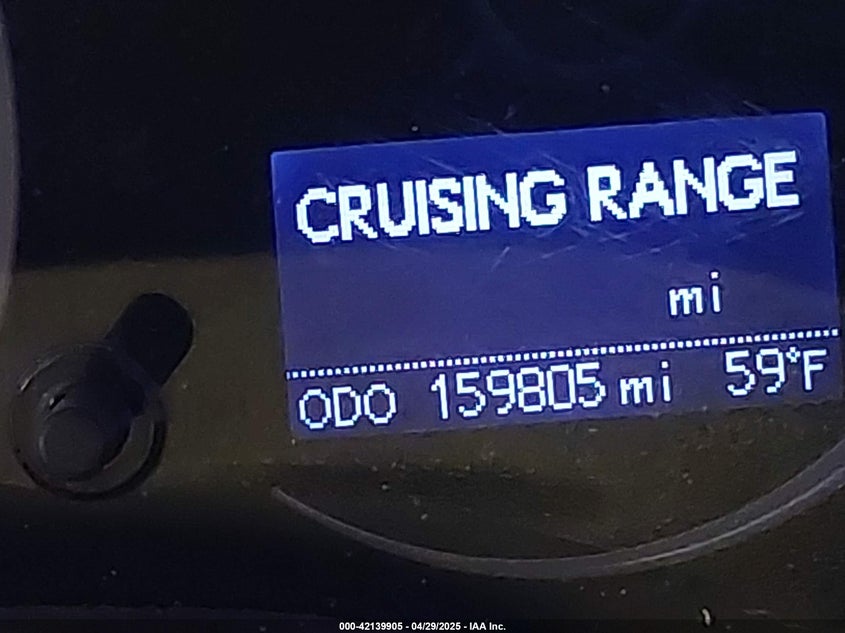 CRUISING RANGE
mi
ODO 159805 mi 59°F
000-42139905 - 04/29/2025 - IAA Inc.